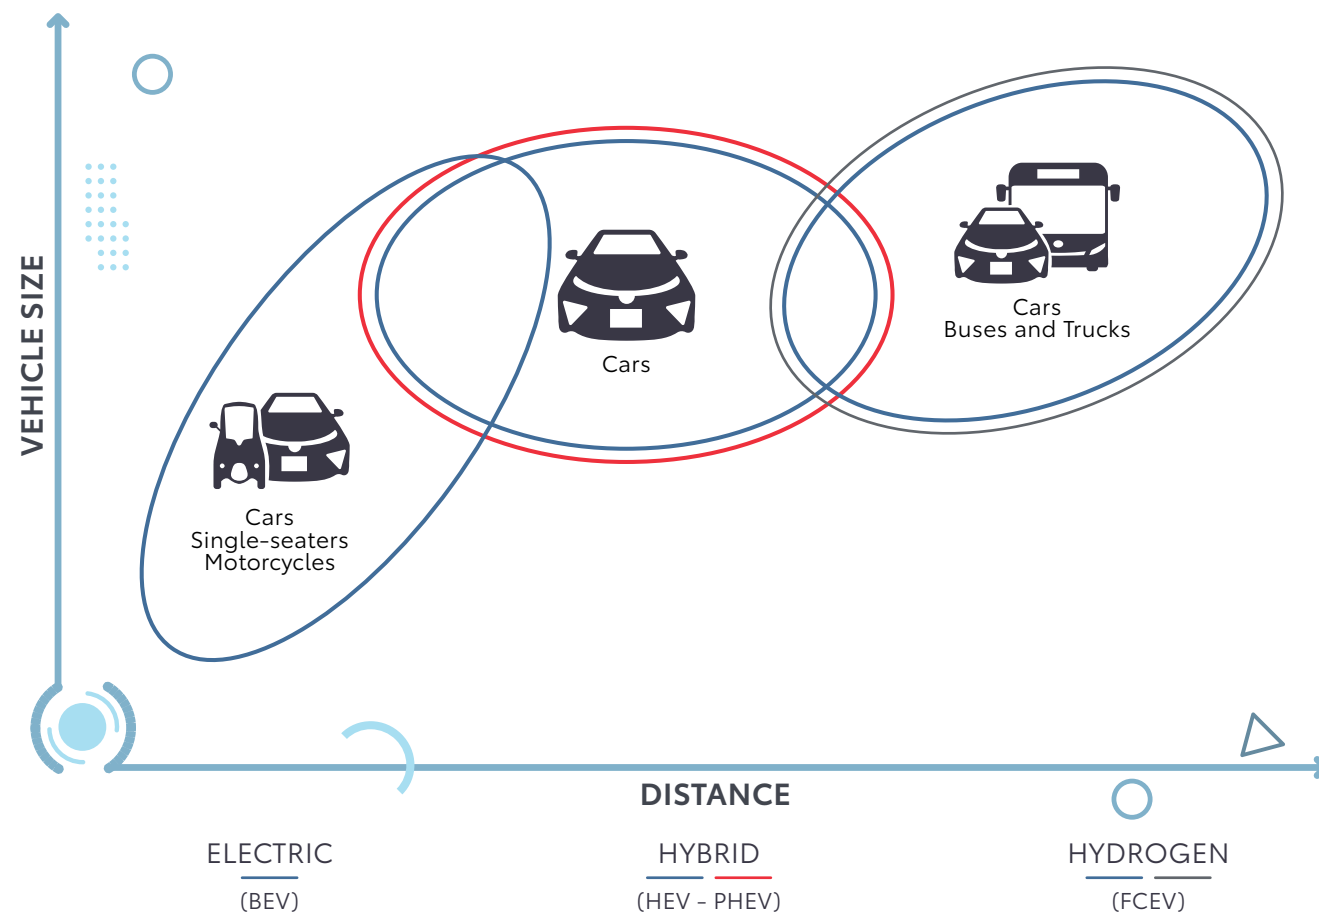 VEHICLE SIZE
Cars
Buses and Trucks
Cars
Cars
Single-seaters
Motorcycles
DISTANCE
ELECTRIC
(BEV)
HYBRID
(HEV - PHEV)
HYDROGEN
(FCEV)